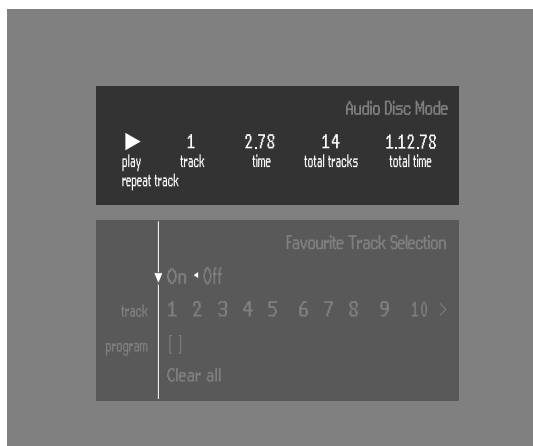 Audio Disc Mode
1 2.78 14 1.12.78
play track time total tracks total time
repeat track
Favourite Track Selection
On Off
track 1 2 3 4 5 6 7 8 9 10 >
program [ ]
Clear all